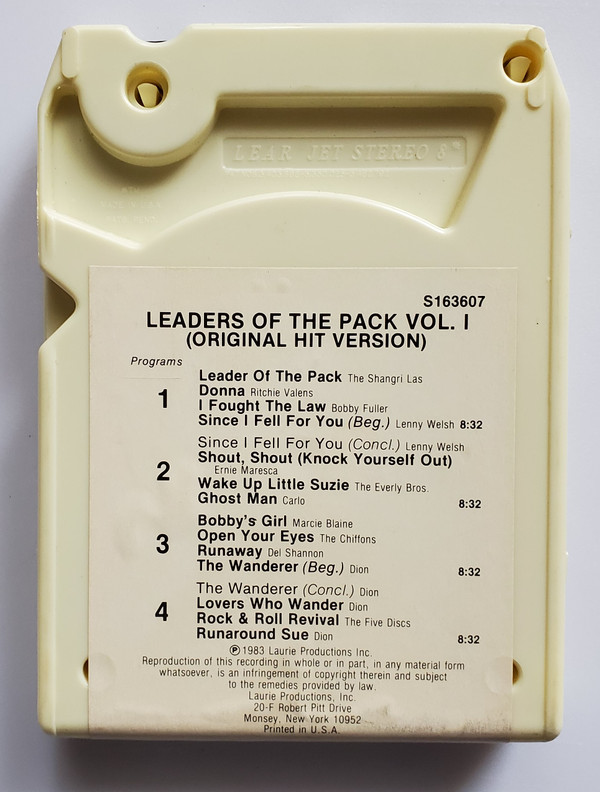 LEAR JET STEREO 8
S163607
LEADERS OF THE PACK VOL. I
(ORIGINAL HIT VERSION)
Programs
1
Leader Of The Pack The Shangri Las
Donna Ritchie Valens
I Fought The Law Bobby Fuller
Since I Fell For You (Beg.) Lenny Welsh 8:32
2
Since I Fell For You (Concl.) Lenny Welsh
Shout, Shout (Knock Yourself Out)
Ernie Maresca
Wake Up Little Suzie The Everly Bros.
Ghost Man Carlo 8:32
3
Bobby's Girl Marcie Blaine
Open Your Eyes The Chiffons
Runaway Del Shannon
The Wanderer (Beg.) Dion 8:32
4
The Wanderer (Concl.) Dion
Lovers Who Wander Dion
Rock & Roll Revival The Five Discs
Runaround Sue Dion 8:32
Ⓟ1983 Laurie Productions Inc.
Reproduction of this recording in whole or in part, in any material form
whatsoever, is an infringement of copyright therein and subject
to the remedies provided by law.
Laurie Productions, Inc.
20-F Robert Pitt Drive
Monsey, New York 10952
Printed in U.S.A.